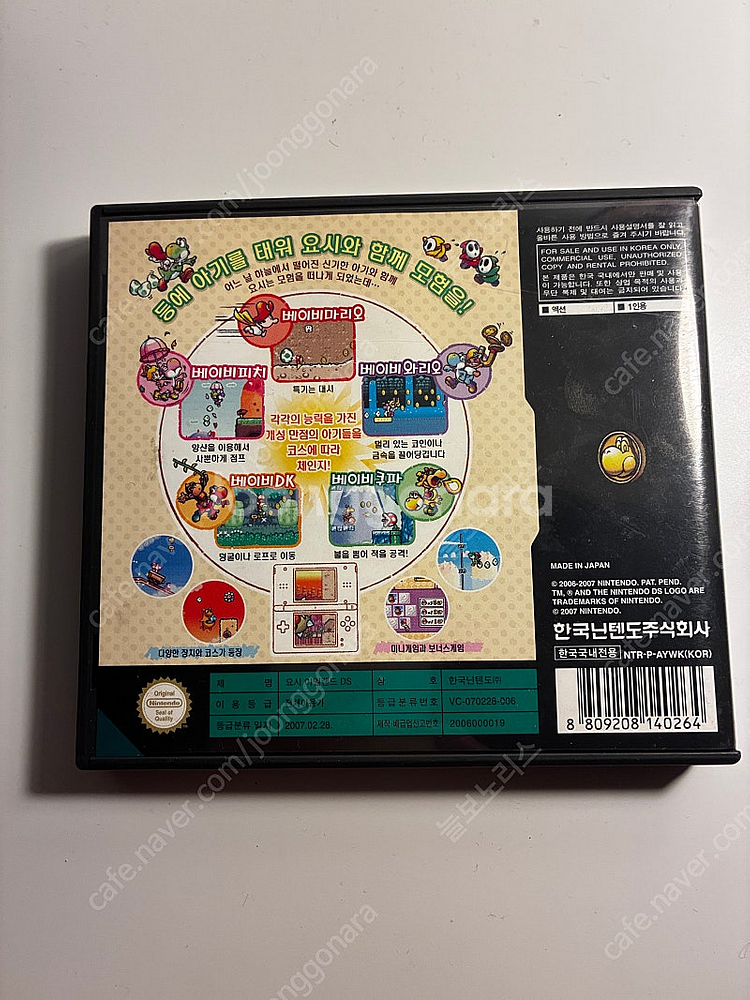 등에 아기를 태워 요시와 함께 모험을!
어느 날 하늘에서 떨어진 신기한 아기와 함께
요시는 모험을 떠나게 되었는데…
베이비마리오
특기는 대시
베이비피치
양산을 이용해서
사뿐하게 점프
베이비와리오
멀리 있는 코인이나
금속을 끌어당깁니다
각각의 능력을 가진
개성 만점의 아기들을
코스에 따라
체인지!
베이비DK
덩굴이나 로프로 이동
베이비쿠파
불을 뿜어 적을 공격!
다양한 장치와 코스가 등장
미니게임과 보너스게임
사용하기 전에 반드시 사용설명서를 잘 읽고
올바른 사용 방법으로 즐겨 주시기 바랍니다.
FOR SALE AND USE IN KOREA ONLY.
COMMERCIAL USE, UNAUTHORIZED
COPY AND RENTAL PROHIBITED.
본 제품은 한국 국내에서만 판매 및 사용
이 가능합니다. 또한 상업 목적의 사용과
무단 복제 및 대여는 금지되어 있습니다.
■ 액션
■ 1인용
MADE IN JAPAN
© 2006-2007 NINTENDO. PAT. PEND.
TM, ® AND THE NINTENDO DS LOGO ARE
TRADEMARKS OF NINTENDO.
© 2007 NINTENDO.
한국닌텐도주식회사
한국국내전용 NTR-P-AYWK(KOR)
8 809208 140264
Original
Nintendo
Seal of
Quality
제 명 요시 아일랜드 DS 상 호 한국닌텐도㈜
이 용 등 급 전체이용가 등급분류번호 VC-070228-006
등급분류 일자 2007.02.28. 제작·배급업신고번호 2006000019
joonggonara
cafe.naver.com/joonggonara
늘보노리스